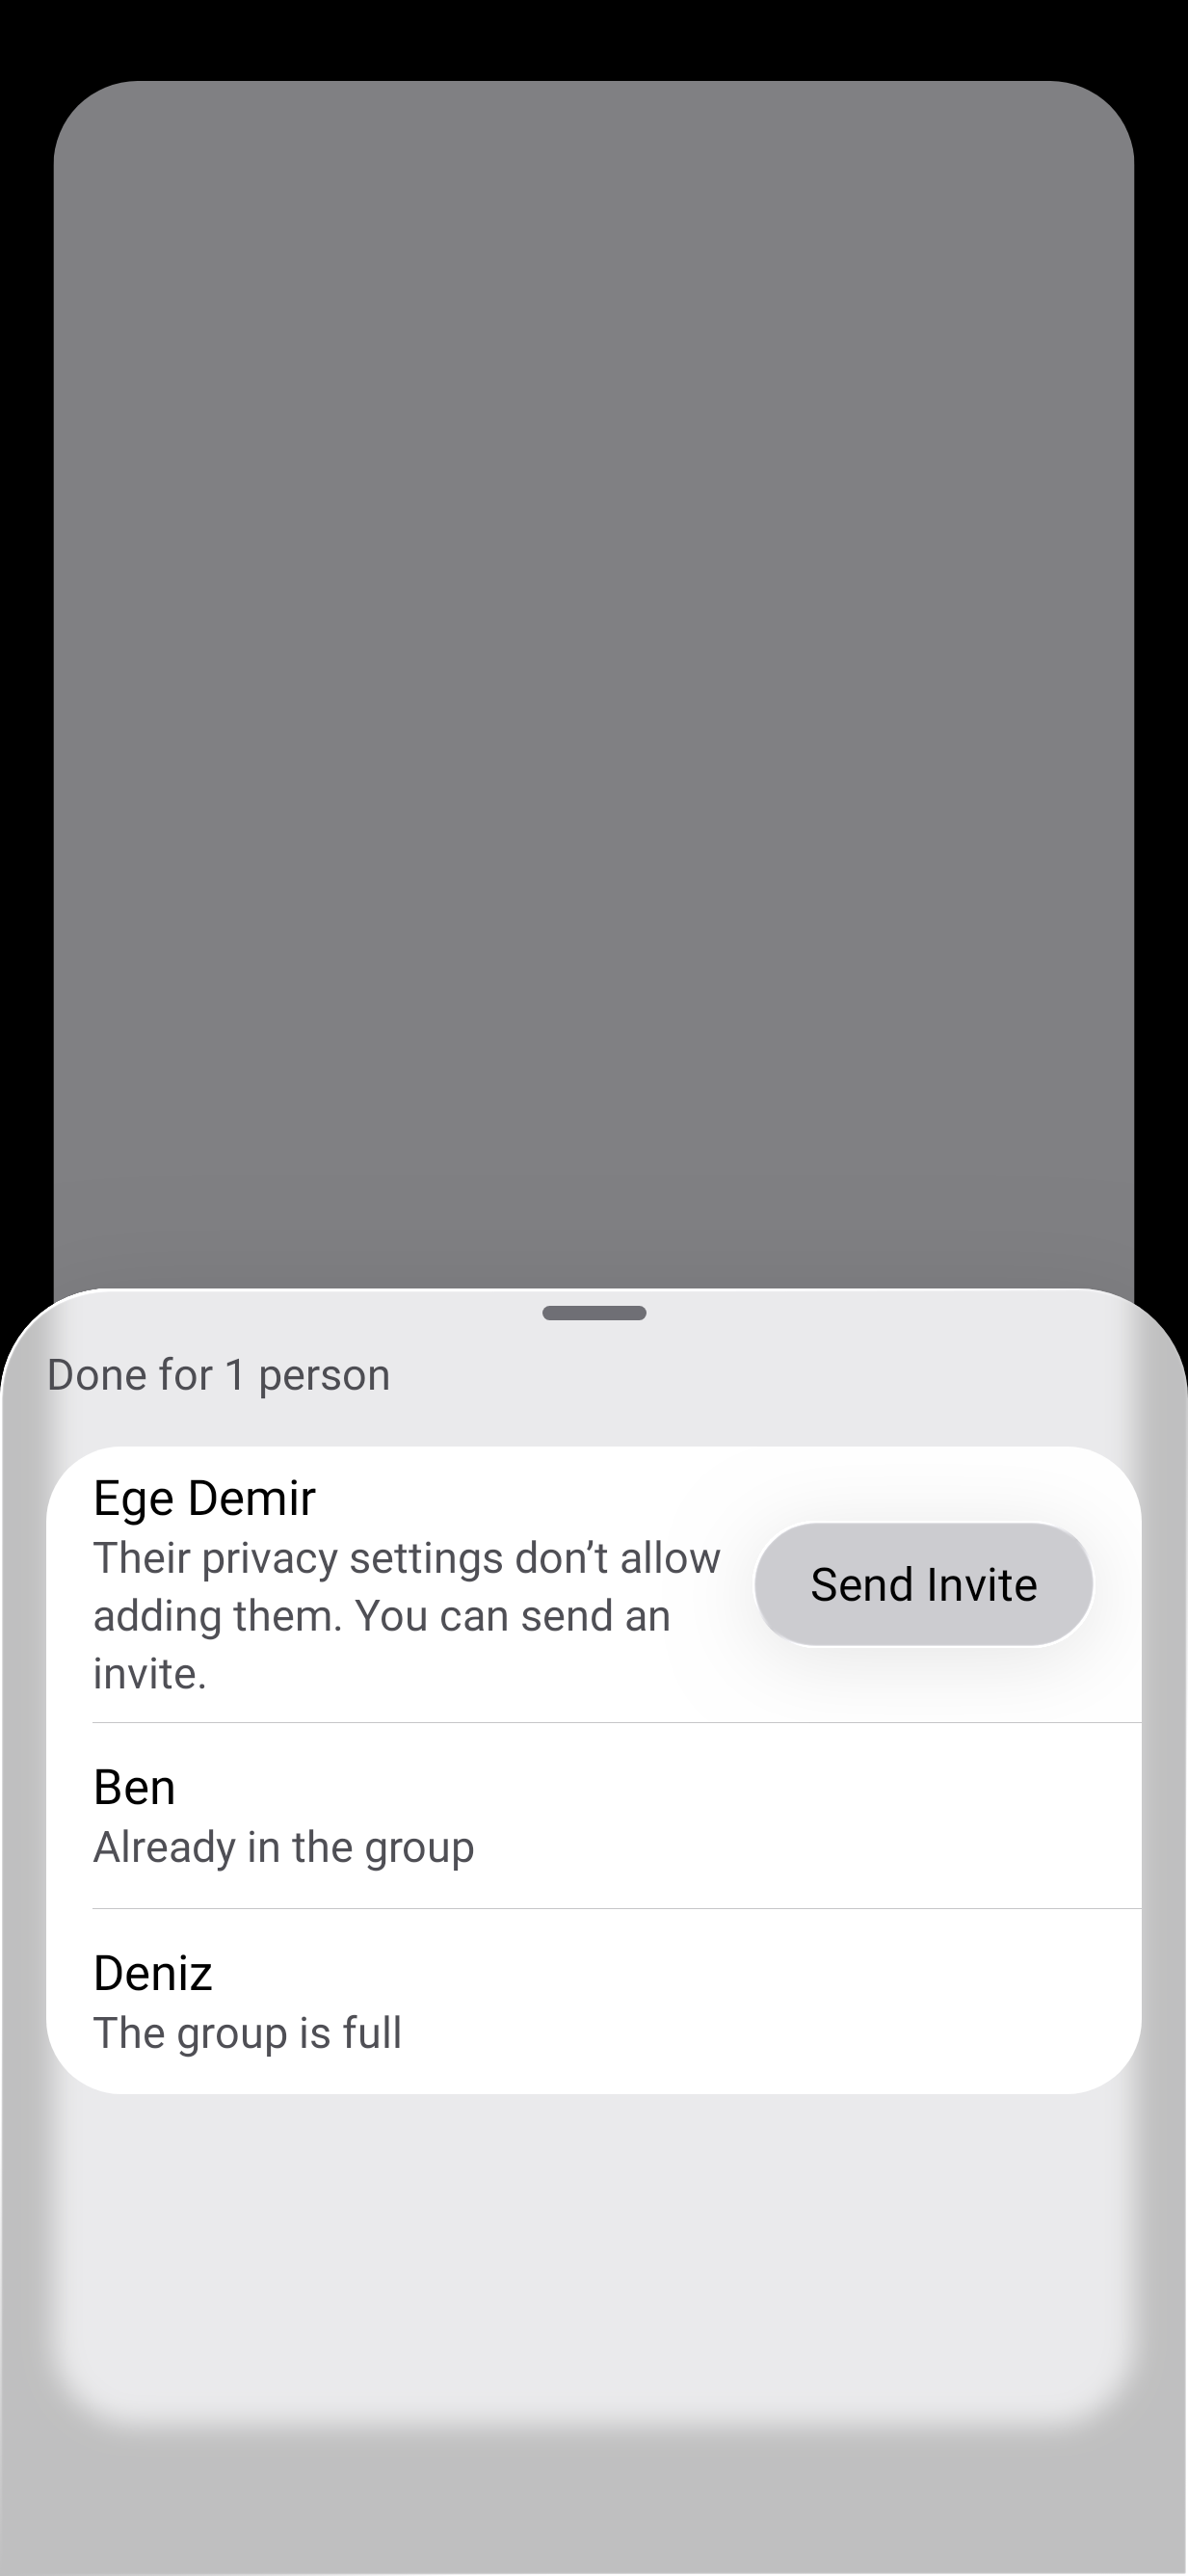 Done for 1 person
Ege Demir
Their privacy settings don’t allow
adding them. You can send an
invite.
Send Invite
Ben
Already in the group
Deniz
The group is full